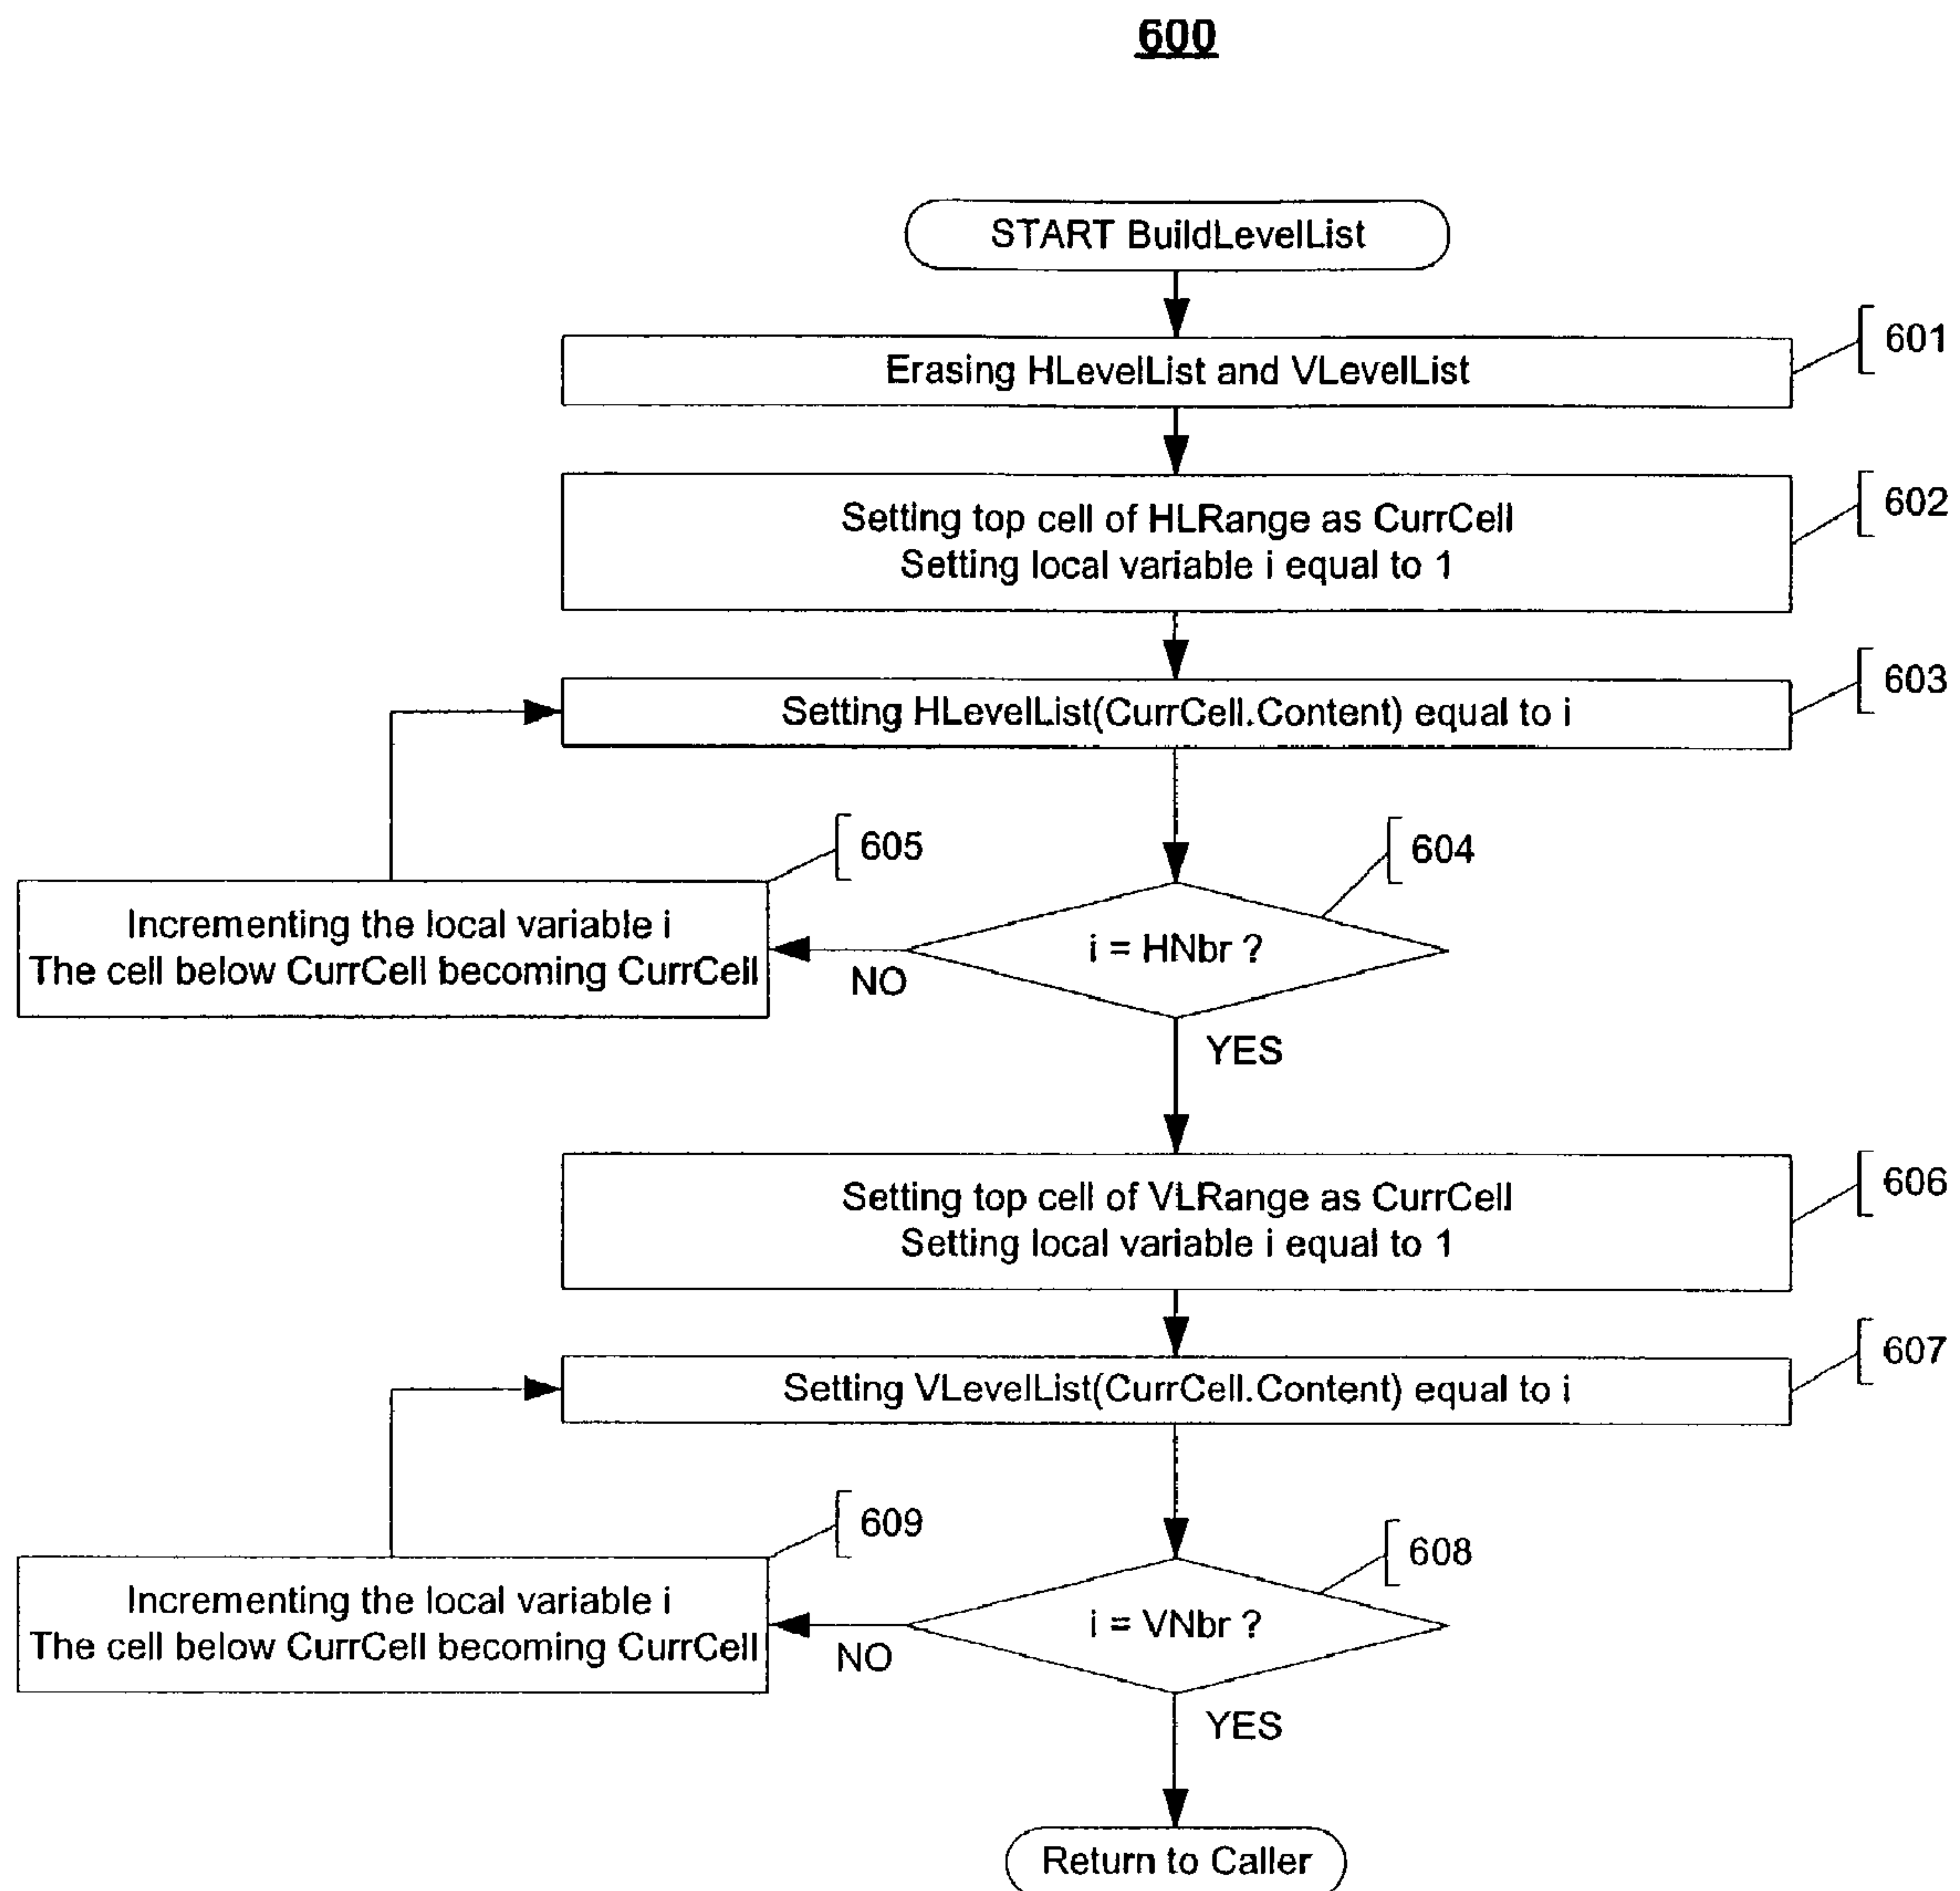 600
START BuildLevelList
601
Erasing HLevelList and VLevelList
602
Setting top cell of HLRange as CurrCell
Setting local variable i equal to 1
603
Setting HLevelList(CurrCell.Content) equal to i
605
604
Incrementing the local variable i
The cell below CurrCell becoming CurrCell
i = HNbr ?
NO
YES
606
Setting top cell of VLRange as CurrCell
Setting local variable i equal to 1
607
Setting VLevelList(CurrCell.Content) equal to i
609
608
Incrementing the local variable i
The cell below CurrCell becoming CurrCell
i = VNbr ?
NO
YES
Return to Caller